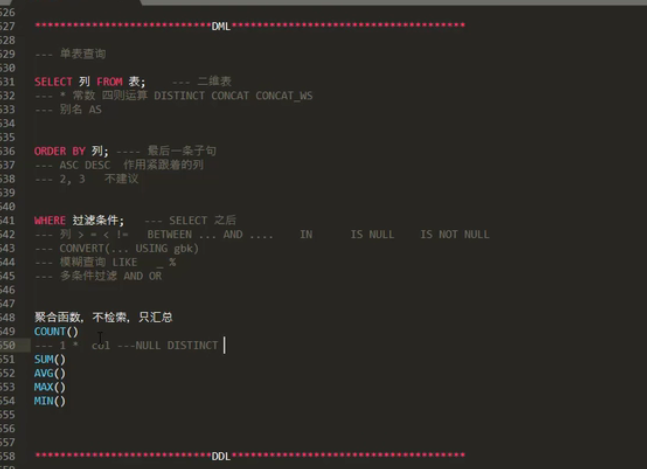 526
527 ****************************DML*************************************
528
529 --- 单表查询
530
531 SELECT 列 FROM 表;    --- 二维表
532 --- * 常数 四则运算 DISTINCT CONCAT CONCAT_WS
533 --- 别名 AS
534
535
536 ORDER BY 列; ---- 最后一条子句
537 --- ASC DESC  作用紧跟着的列
538 --- 2, 3   不建议
539
540
541 WHERE 过滤条件;   --- SELECT 之后
542 --- 列 > = < !=   BETWEEN ... AND ....    IN      IS NULL    IS NOT NULL
543 --- CONVERT(... USING gbk)
544 --- 模糊查询 LIKE   _ %
545 --- 多条件过滤 AND OR
546
547
548 聚合函数, 不检索, 只汇总
549 COUNT()
550 --- 1 *  col ---NULL DISTINCT
551 SUM()
552 AVG()
553 MAX()
554 MIN()
555
556
557
558 ****************************DDL*************************************